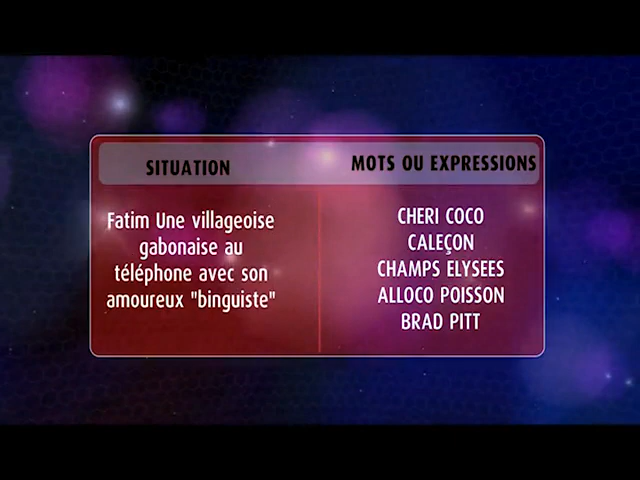 SITUATION
MOTS OU EXPRESSIONS
Fatim Une villageoise
gabonaise au
téléphone avec son
amoureux "binguiste"
CHERI COCO
CALEÇON
CHAMPS ELYSEES
ALLOCO POISSON
BRAD PITT